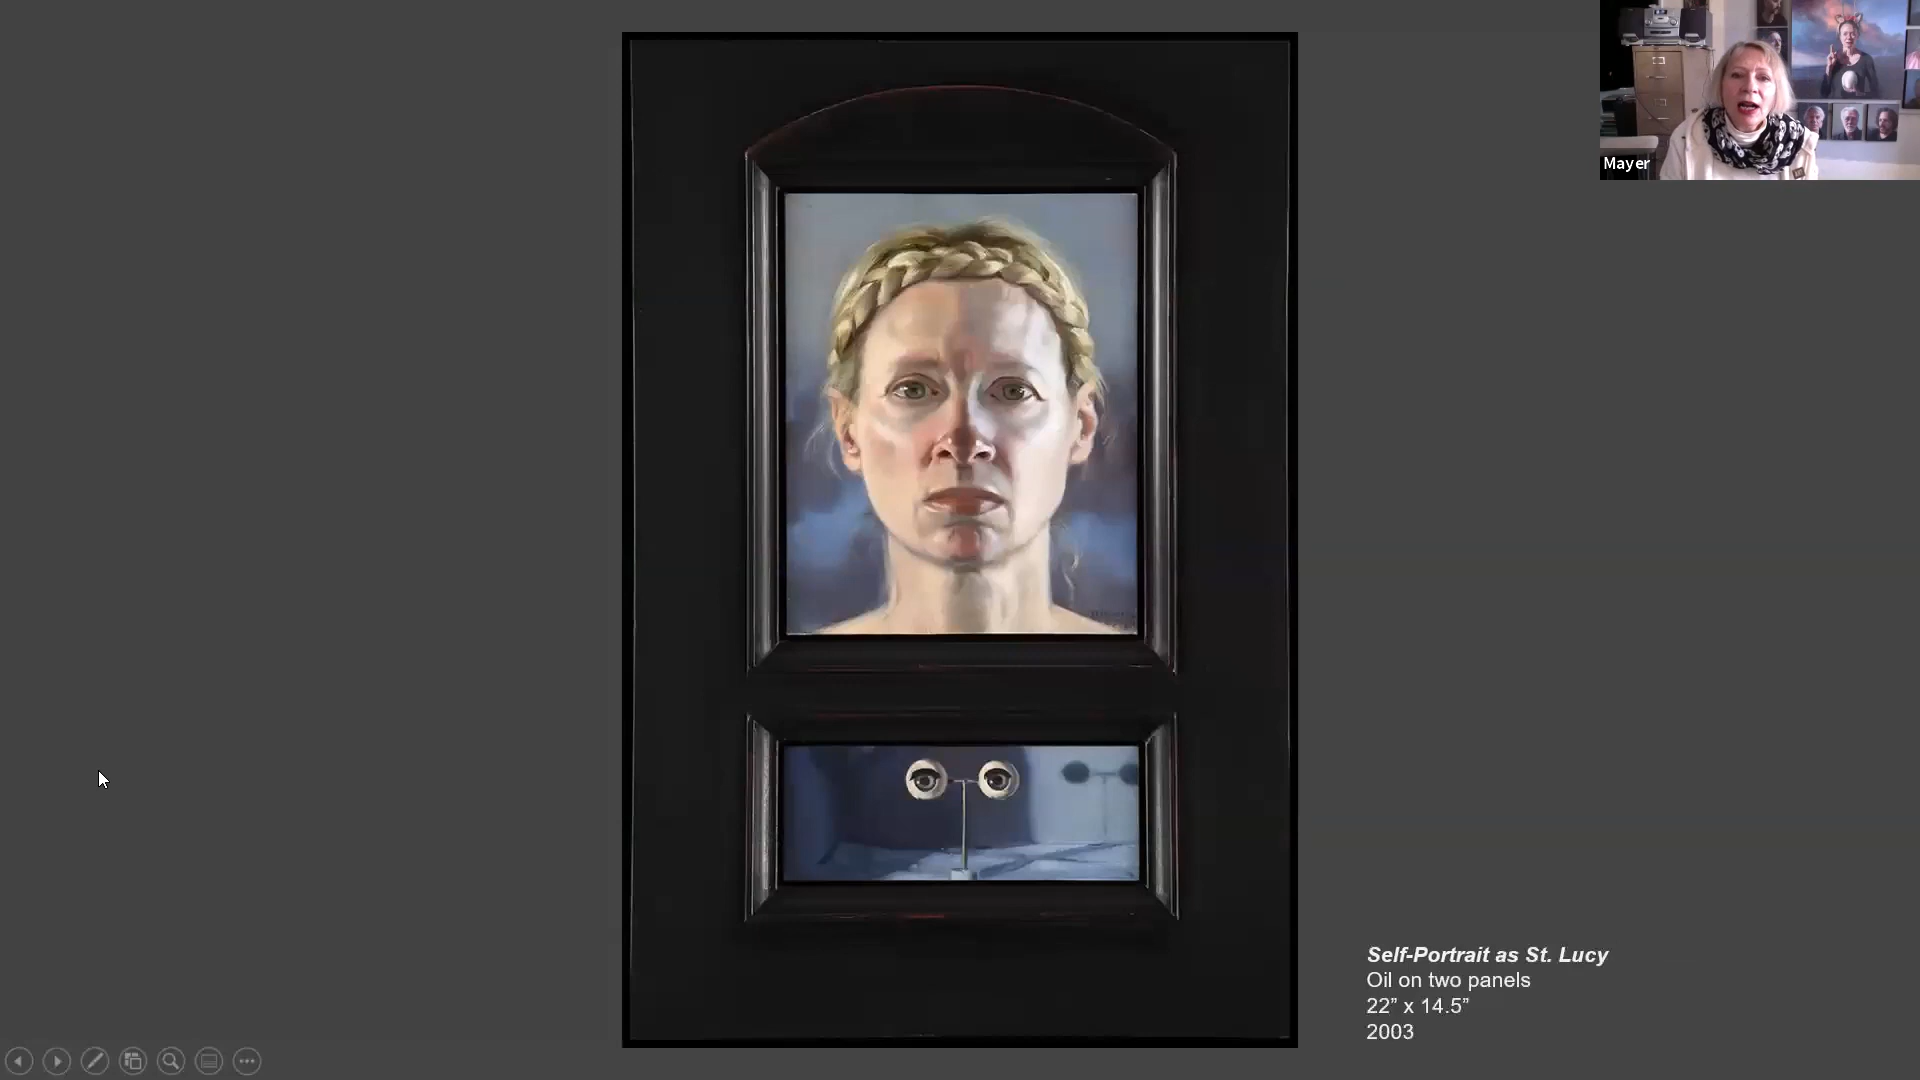 Mayer
Self-Portrait as St. Lucy
Oil on two panels
22” x 14.5”
2003